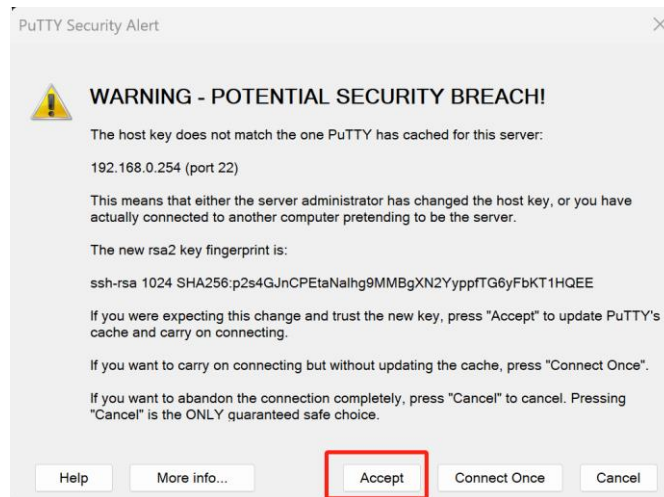 PuTTY Security Alert
WARNING - POTENTIAL SECURITY BREACH!
The host key does not match the one PuTTY has cached for this server:
192.168.0.254 (port 22)
This means that either the server administrator has changed the host key, or you have
actually connected to another computer pretending to be the server.
The new rsa2 key fingerprint is:
ssh-rsa 1024 SHA256:p2s4GJnCPEtaNalhg9MMBgXN2YyppfTG6yFbKT1HQEE
If you were expecting this change and trust the new key, press "Accept" to update PuTTY's
cache and carry on connecting.
If you want to carry on connecting but without updating the cache, press "Connect Once".
If you want to abandon the connection completely, press "Cancel" to cancel. Pressing
"Cancel" is the ONLY guaranteed safe choice.
Help More info... Accept Connect Once Cancel